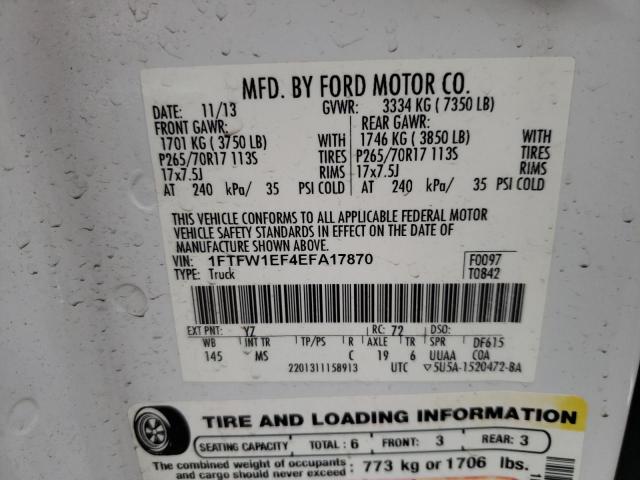 MFD. BY FORD MOTOR CO.
DATE: 11/13 GVWR: 3334 KG ( 7350 LB)
FRONT GAWR: REAR GAWR:
1701 KG ( 3750 LB) WITH 1746 KG ( 3850 LB) WITH
P265/70R17 113S TIRES P265/70R17 113S TIRES
17x7.5J RIMS 17x7.5J RIMS
AT 240 kPa/ 35 PSI COLD AT 240 kPa/ 35 PSI COLD
THIS VEHICLE CONFORMS TO ALL APPLICABLE FEDERAL MOTOR
VEHICLE SAFETY STANDARDS IN EFFECT ON THE DATE OF
MANUFACTURE SHOWN ABOVE.
VIN: 1FTFW1EF4EFA17870 F0097
TYPE: Truck T0842
EXT PNT: YZ RC: 72 DSO:
WB INT TR TP/PS R AXLE TR SPR DF615
145 MS C 19 6 UUAA COA
2201311158913 UTC ▽5U5A-1520472-BA
TIRE AND LOADING INFORMATION
SEATING CAPACITY TOTAL : 6 FRONT: 3 REAR: 3
The combined weight of occupants
and cargo should never exceed 773 kg or 1706 lbs.